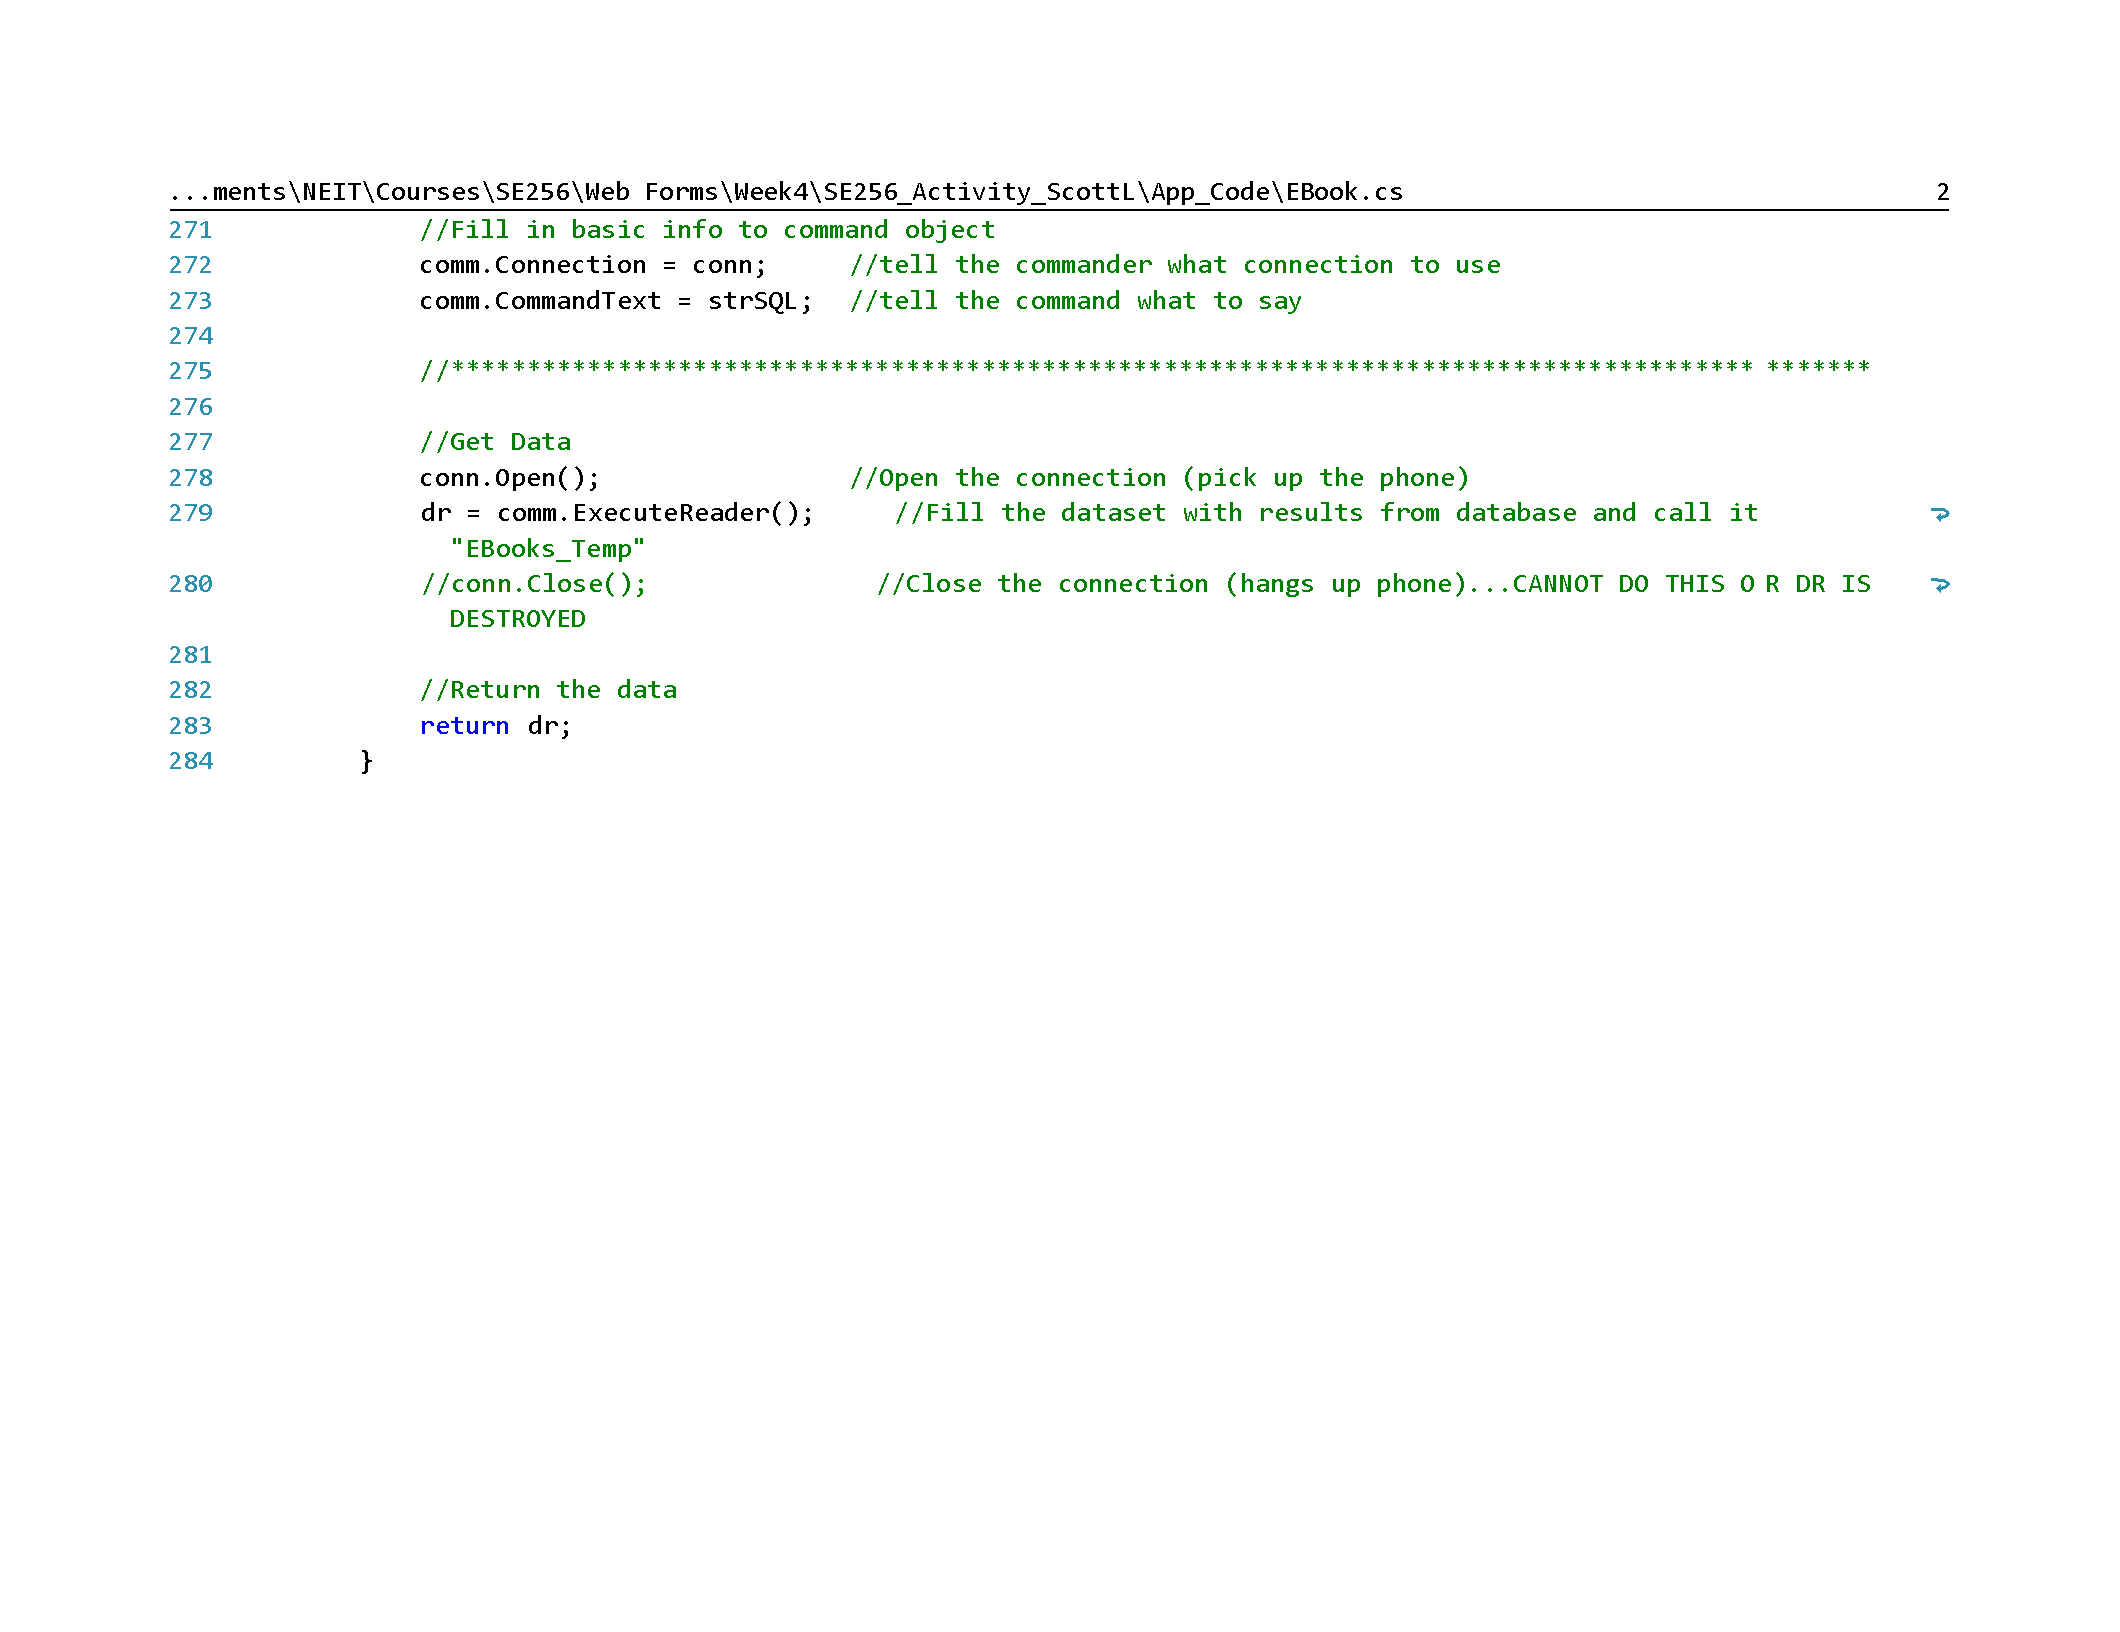 ...ments\NEIT\Courses\SE256\Web Forms\Week4\SE256_Activity_ScottL\App_Code\EBook.cs 2
271 //Fill in basic info to command object
272 comm.Connection = conn; //tell the commander what connection to use
273 comm.CommandText = strSQL; //tell the command what to say
274
275 //************************************************************************************** *******
276
277 //Get Data
278 conn.Open(); //Open the connection (pick up the phone)
279 dr = comm.ExecuteReader(); //Fill the dataset with results from database and call it
"EBooks_Temp"
280 //conn.Close(); //Close the connection (hangs up phone)...CANNOT DO THIS O R DR IS
DESTROYED
281
282 //Return the data
283 return dr;
284 }